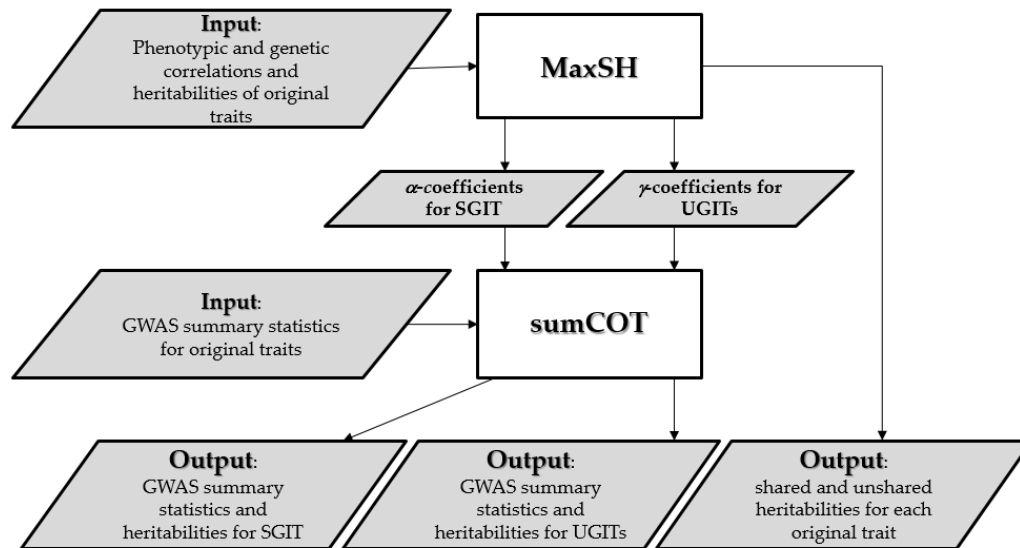 Input:
Phenotypic and genetic
correlations and
heritabilities of original
traits
MaxSH
α-coefficients
for SGIT
γ-coefficients for
UGITs
Input:
GWAS summary statistics
for original traits
sumCOT
Output:
GWAS summary
statistics and
heritabilities for SGIT
Output:
GWAS summary
statistics and
heritabilities for UGITs
Output:
shared and unshared
heritabilities for each
original trait